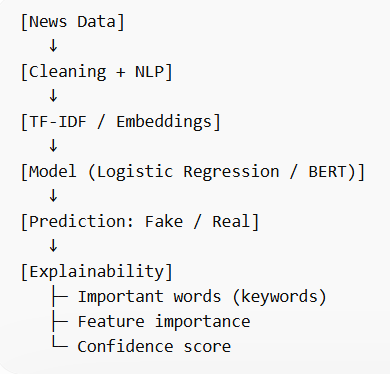 [News Data]
↓
[Cleaning + NLP]
↓
[TF-IDF / Embeddings]
↓
[Model (Logistic Regression / BERT)]
↓
[Prediction: Fake / Real]
↓
[Explainability]
├─ Important words (keywords)
├─ Feature importance
└─ Confidence score